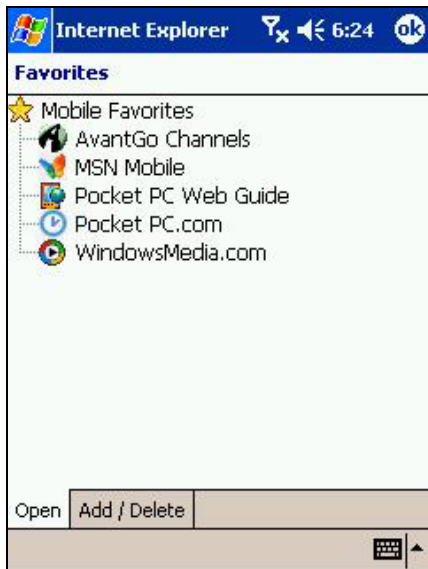 Internet Explorer 6:24 ok
Favorites
Mobile Favorites
AvantGo Channels
MSN Mobile
Pocket PC Web Guide
Pocket PC.com
WindowsMedia.com
Open Add / Delete